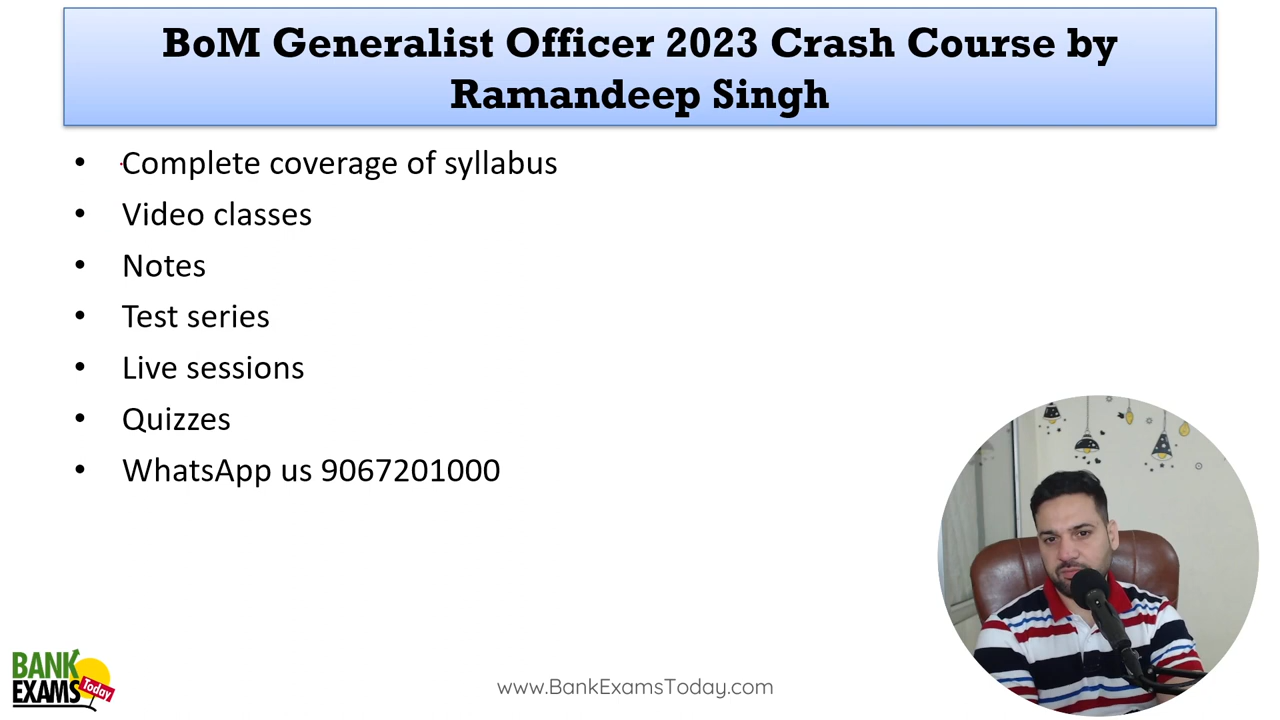 BoM Generalist Officer 2023 Crash Course by
Ramandeep Singh
• Complete coverage of syllabus
• Video classes
• Notes
• Test series
• Live sessions
• Quizzes
• WhatsApp us 9067201000
BANK
EXAMS Today
www.BankExamsToday.com